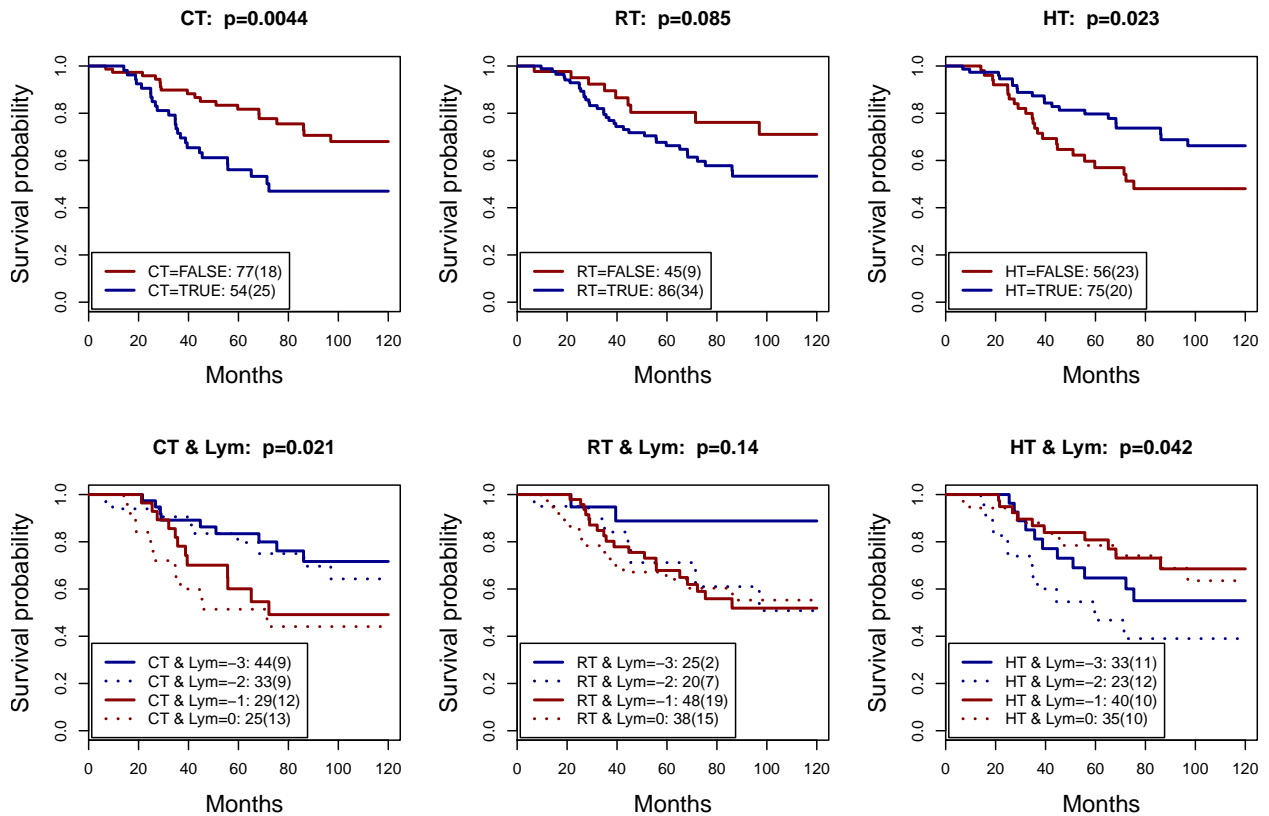 CT:  p=0.0044
Survival probability
0.0 0.2 0.4 0.6 0.8 1.0
CT=FALSE: 77(18)
CT=TRUE: 54(25)
0 20 40 60 80 100 120
Months
RT:  p=0.085
Survival probability
0.0 0.2 0.4 0.6 0.8 1.0
RT=FALSE: 45(9)
RT=TRUE: 86(34)
0 20 40 60 80 100 120
Months
HT:  p=0.023
Survival probability
0.0 0.2 0.4 0.6 0.8 1.0
HT=FALSE: 56(23)
HT=TRUE: 75(20)
0 20 40 60 80 100 120
Months
CT & Lym:  p=0.021
Survival probability
0.0 0.2 0.4 0.6 0.8 1.0
CT & Lym=−3: 44(9)
CT & Lym=−2: 33(9)
CT & Lym=−1: 29(12)
CT & Lym=0: 25(13)
0 20 40 60 80 100 120
Months
RT & Lym:  p=0.14
Survival probability
0.0 0.2 0.4 0.6 0.8 1.0
RT & Lym=−3: 25(2)
RT & Lym=−2: 20(7)
RT & Lym=−1: 48(19)
RT & Lym=0: 38(15)
0 20 40 60 80 100 120
Months
HT & Lym:  p=0.042
Survival probability
0.0 0.2 0.4 0.6 0.8 1.0
HT & Lym=−3: 33(11)
HT & Lym=−2: 23(12)
HT & Lym=−1: 40(10)
HT & Lym=0: 35(10)
0 20 40 60 80 100 120
Months